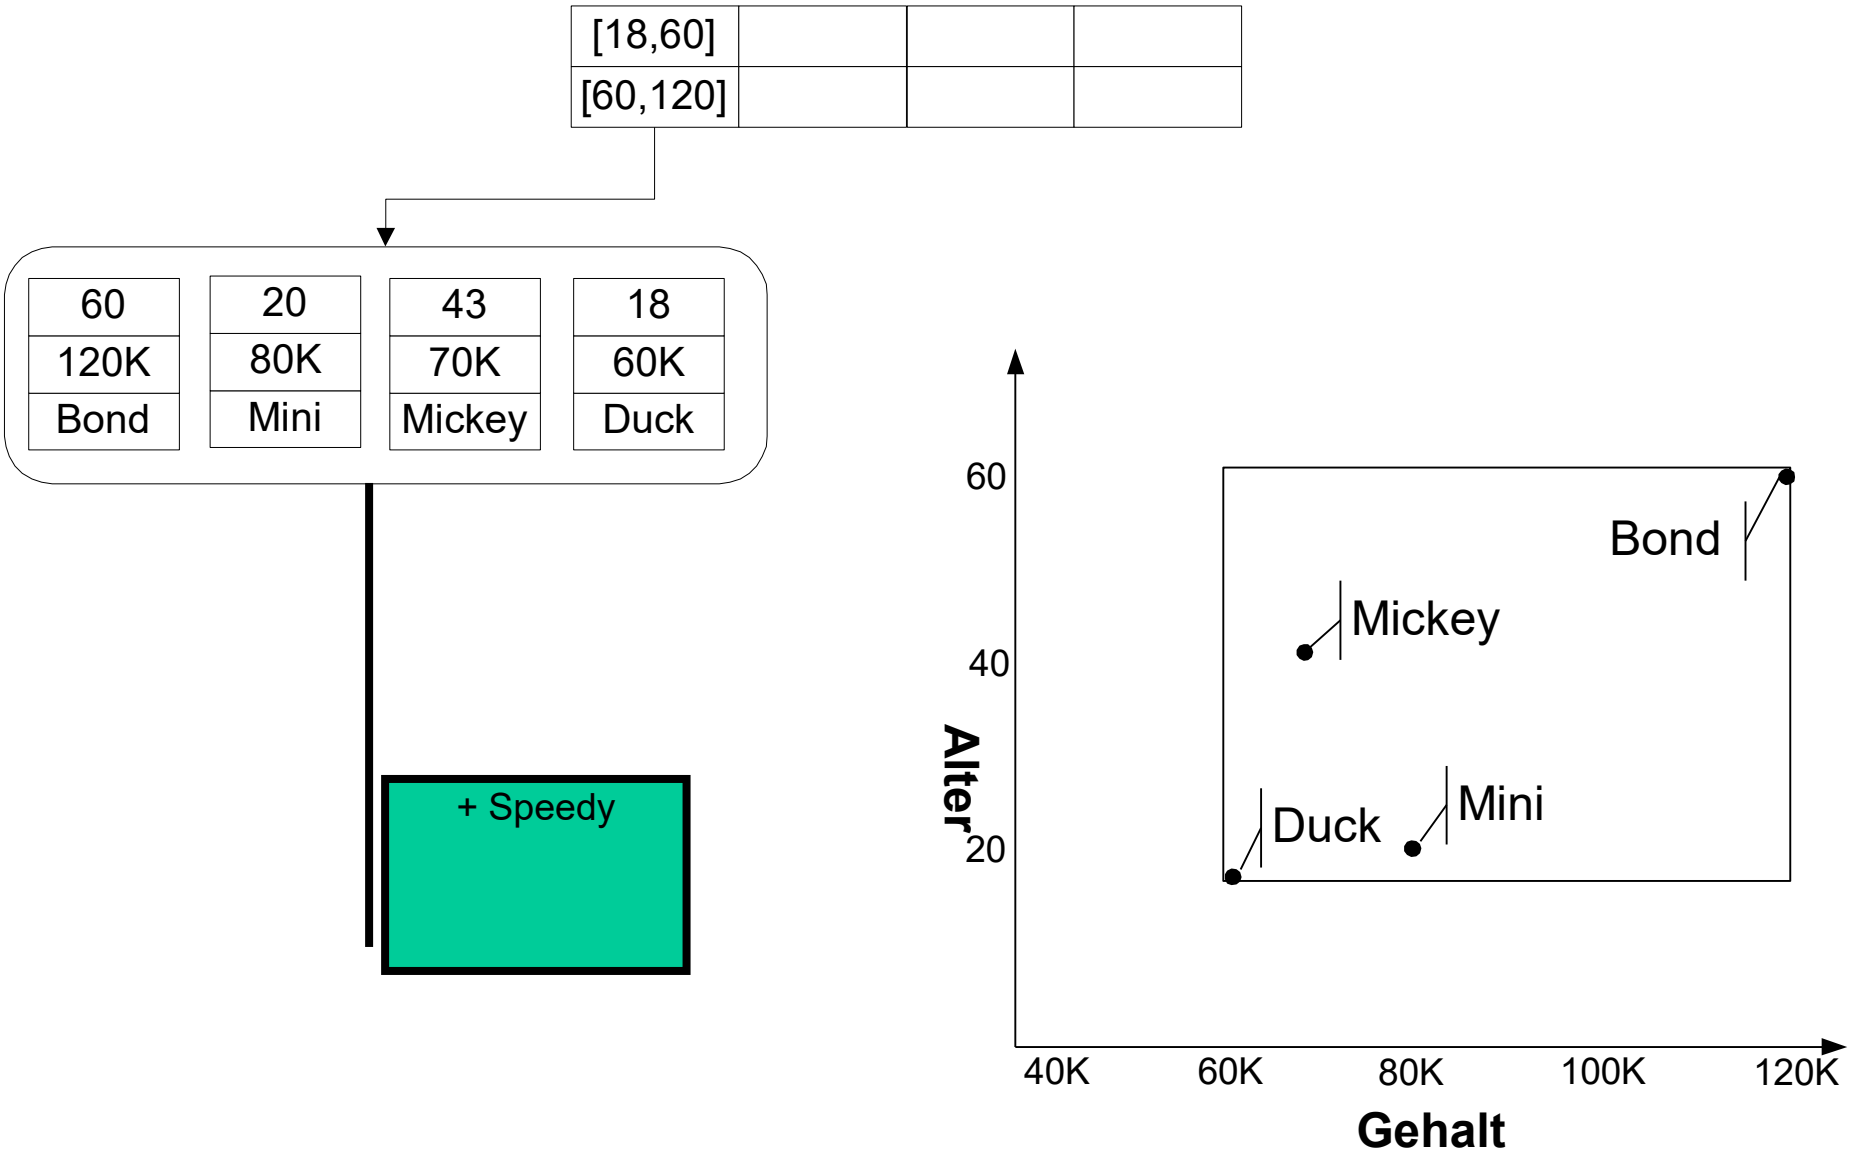 [18,60]
[60,120]
60 20 43 18
120K 80K 70K 60K
Bond Mini Mickey Duck
+ Speedy
60
40
20
Alter
Bond
Mickey
Mini
Duck
40K 60K 80K 100K 120K
Gehalt